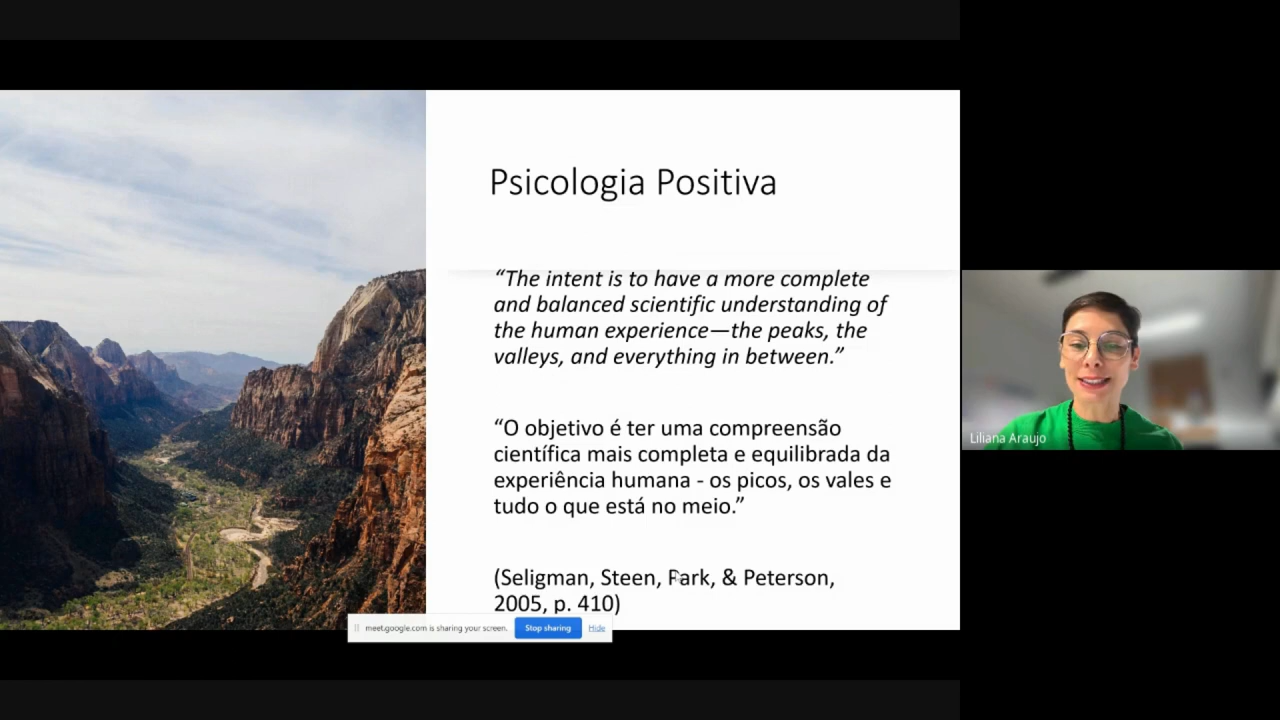 Psicologia Positiva
“The intent is to have a more complete
and balanced scientific understanding of
the human experience—the peaks, the
valleys, and everything in between.”
“O objetivo é ter uma compreensão
científica mais completa e equilibrada da
experiência humana - os picos, os vales e
tudo o que está no meio.”
(Seligman, Steen, Park, & Peterson,
2005, p. 410)
meet.google.com is sharing your screen.
Stop sharing
Hide
Liliana Araujo